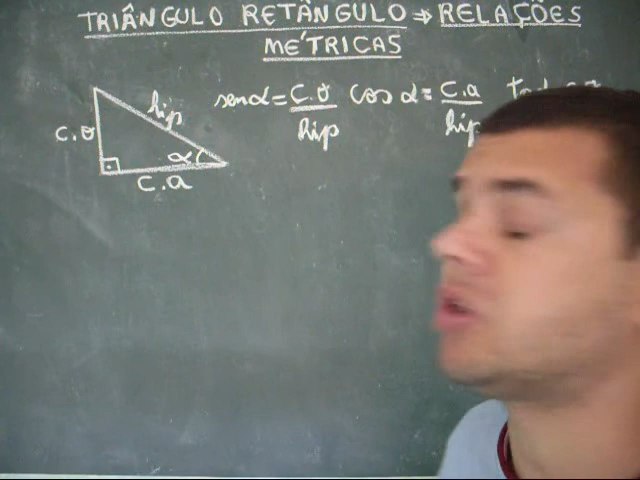 TRIÂNGULO RETÂNGULO ⇒ RELAÇÕES
MÉTRICAS
hip
C.O
α
C.a
senα = C.O / hip cos α = C.a / hip